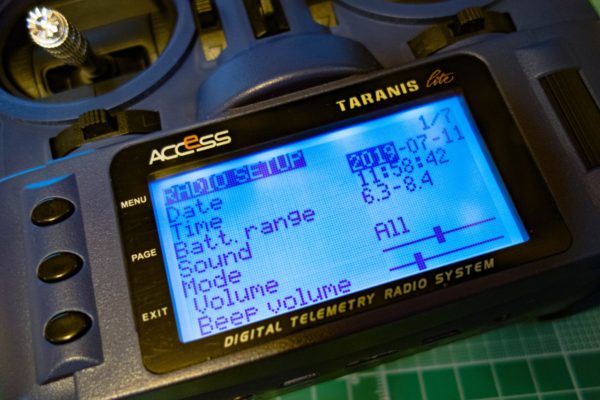 TARANIS lite
ACCESS
RADIO SETUP 1/7
Date 2019-07-11
Time 11:58:42
Batt. range 6.3-8.4
Sound
Mode All
Volume
Beep volume
MENU
PAGE
EXIT
DIGITAL TELEMETRY RADIO SYSTEM